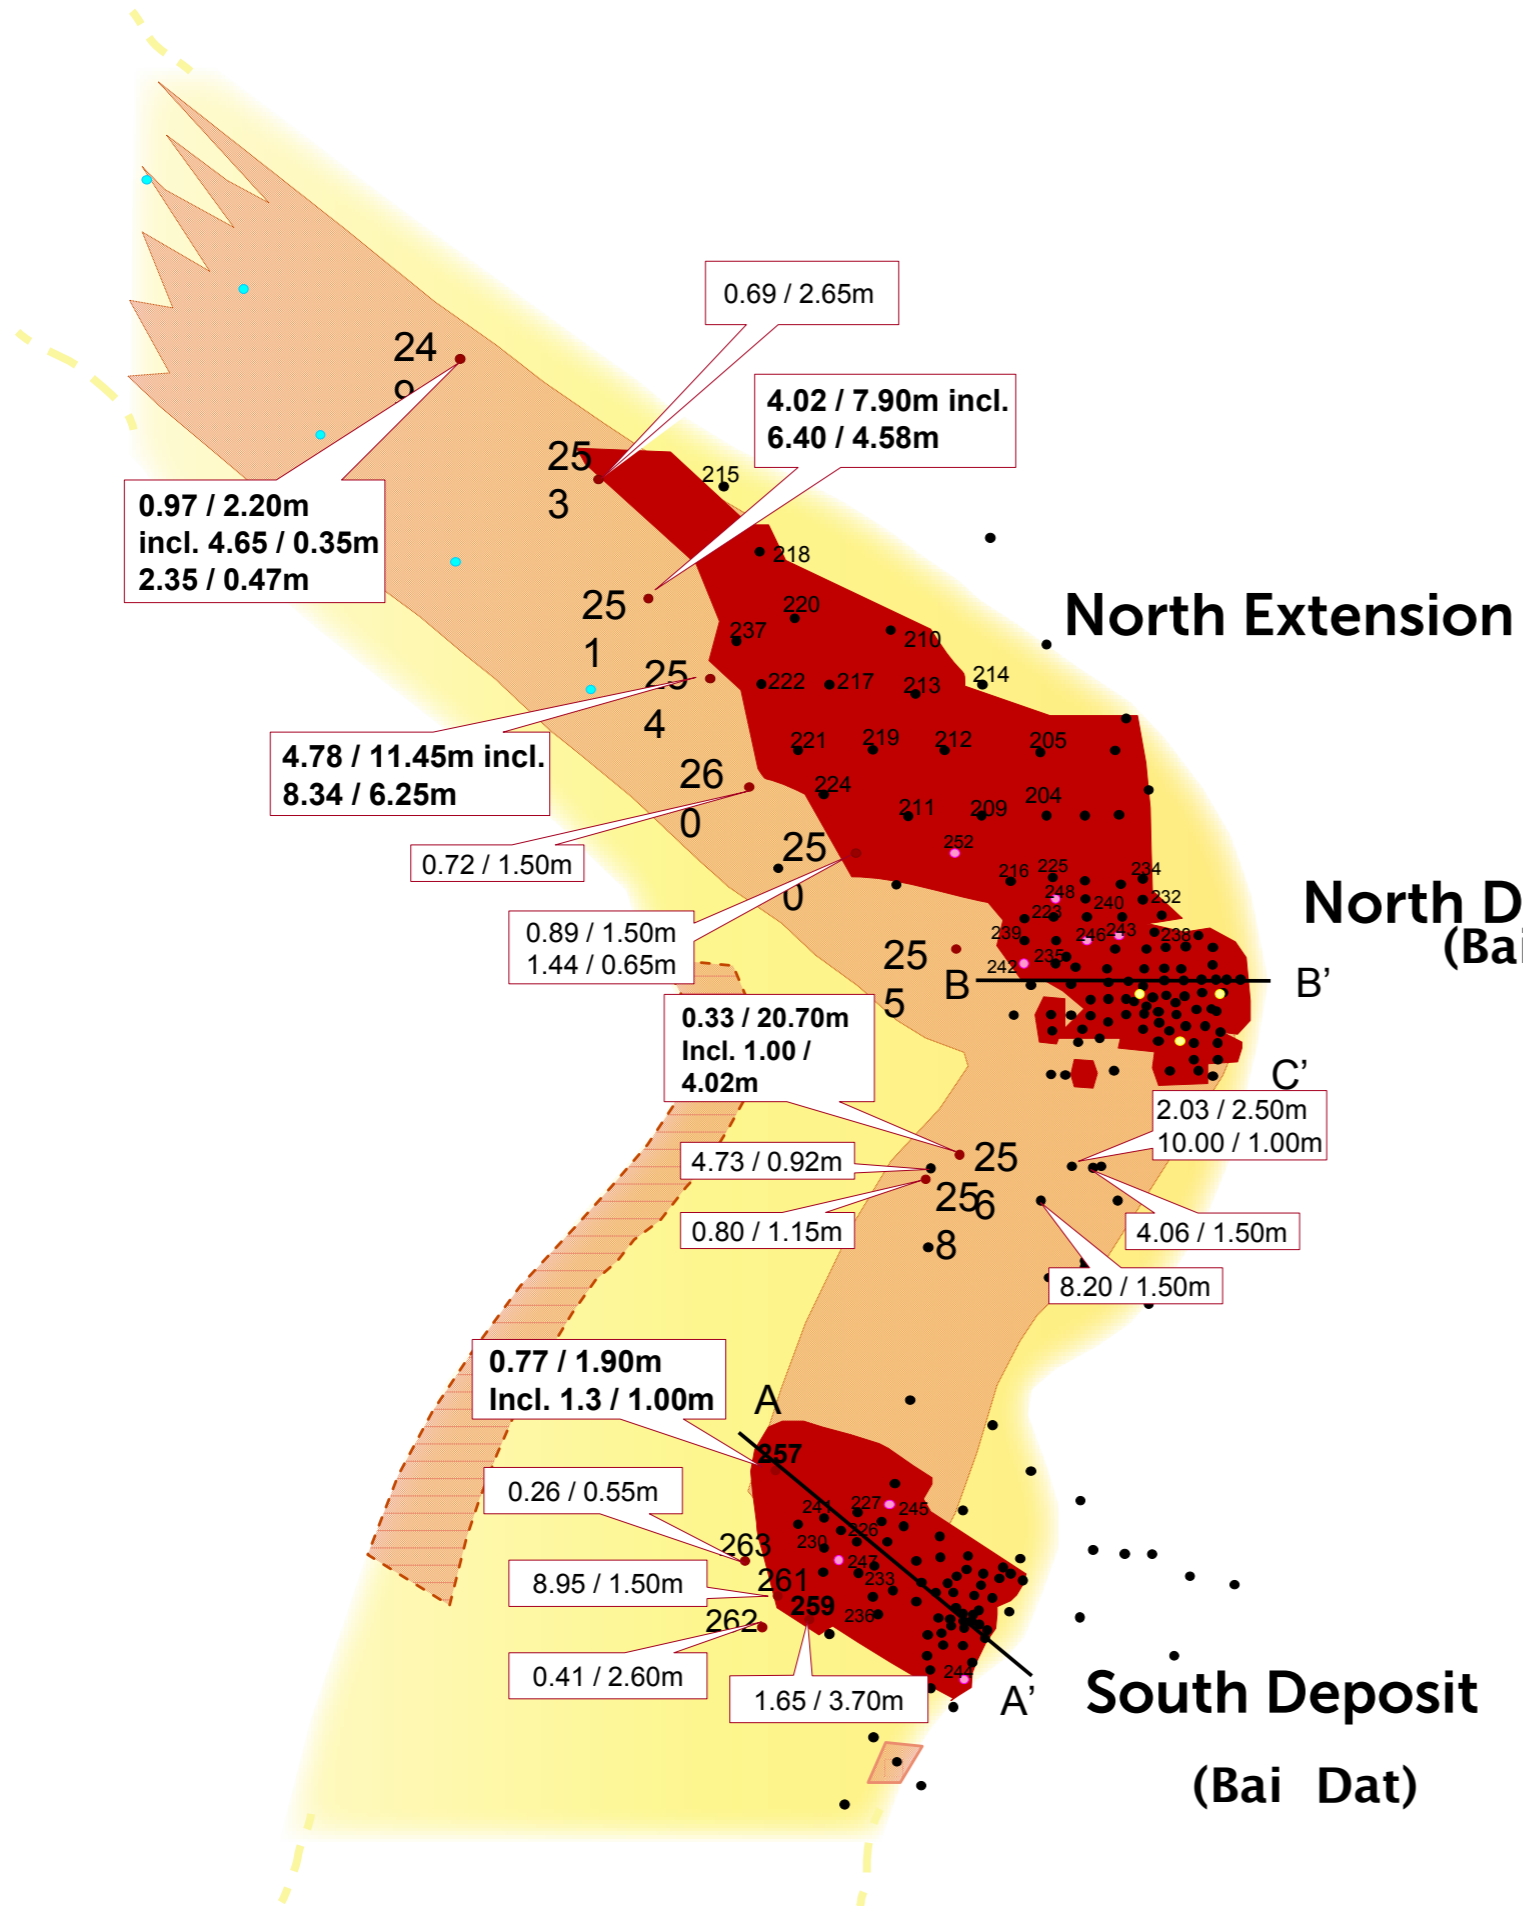 0.69 / 2.65m
24
9
4.02 / 7.90m incl.
6.40 / 4.58m
25
3
215
0.97 / 2.20m
incl. 4.65 / 0.35m
2.35 / 0.47m
218
25
1
220
237
210
North Extension
25
4
222
217
213
214
4.78 / 11.45m incl.
8.34 / 6.25m
221
219
212
205
26
0
224
211
209
204
0.72 / 1.50m
25
0
252
216
225
234
248
232
240
North D
(Bai
0.89 / 1.50m
1.44 / 0.65m
223
239
246
243
238
235
242
25
5
B
B’
0.33 / 20.70m
Incl. 1.00 /
4.02m
C’
2.03 / 2.50m
10.00 / 1.00m
4.73 / 0.92m
25
6
25
8
0.80 / 1.15m
4.06 / 1.50m
8.20 / 1.50m
0.77 / 1.90m
Incl. 1.3 / 1.00m
A
257
0.26 / 0.55m
241
227
245
226
230
263
247
233
261
8.95 / 1.50m
259
236
262
0.41 / 2.60m
244
1.65 / 3.70m
A’
South Deposit
(Bai Dat)